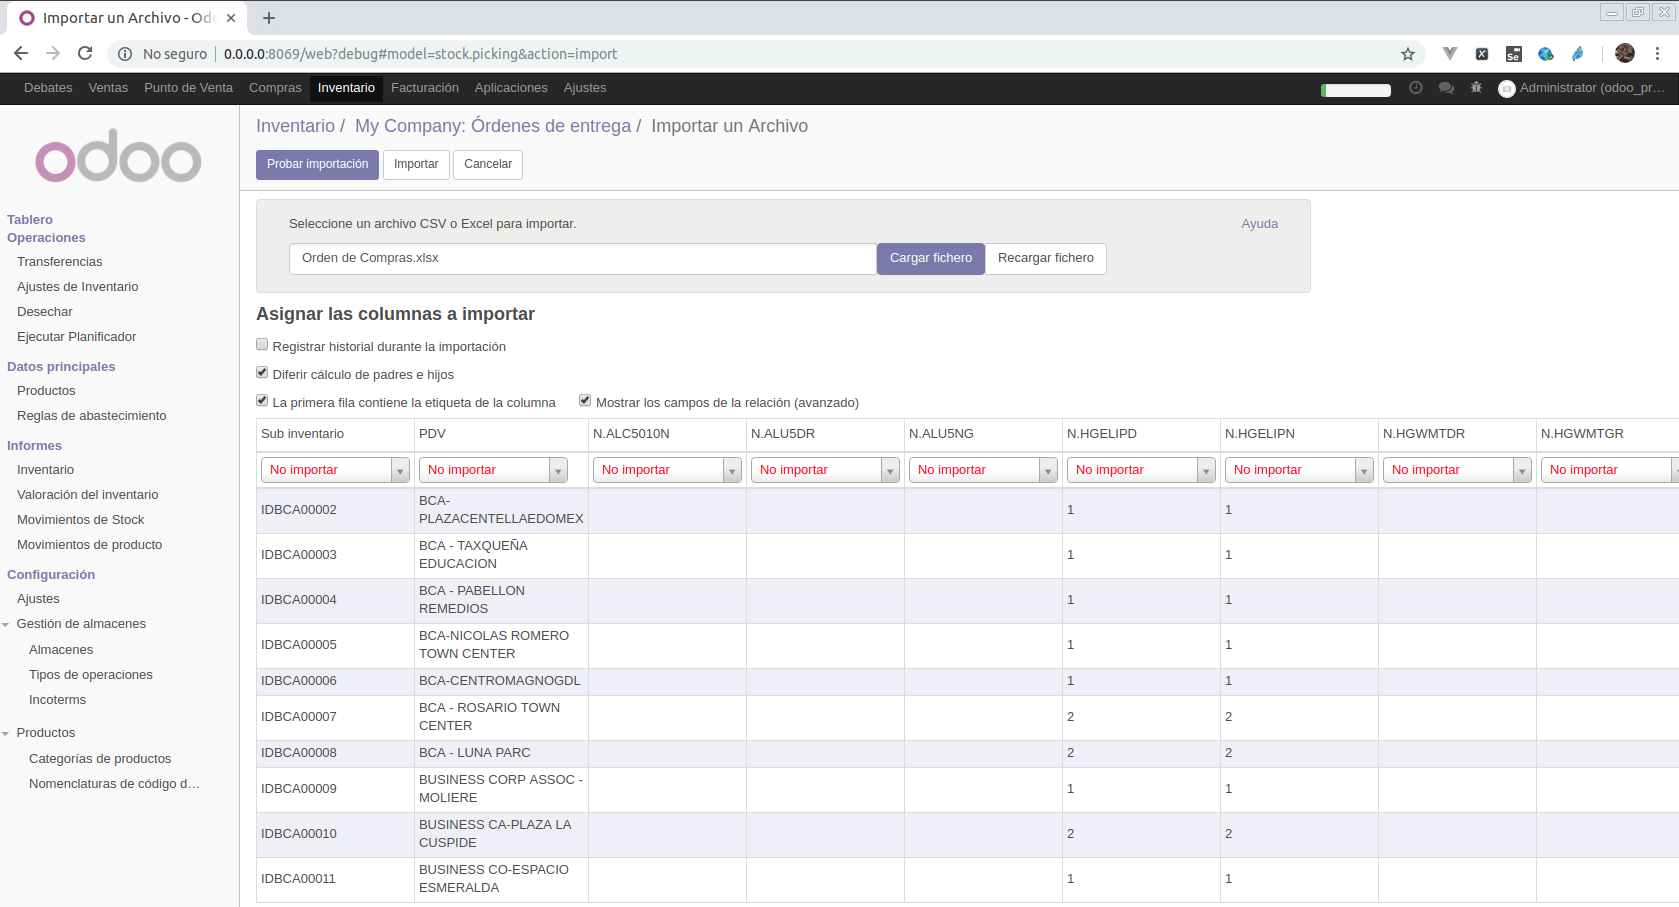 Importar un Archivo - Odo
No seguro
0.0.0.0:8069/web?debug#model=stock.picking&action=import
Debates Ventas Punto de Venta Compras Inventario Facturación Aplicaciones Ajustes Administrator (odoo_pr...
odoo
Tablero
Operaciones
Transferencias
Ajustes de Inventario
Desechar
Ejecutar Planificador
Datos principales
Productos
Reglas de abastecimiento
Informes
Inventario
Valoración del inventario
Movimientos de Stock
Movimientos de producto
Configuración
Ajustes
Gestión de almacenes
Almacenes
Tipos de operaciones
Incoterms
Productos
Categorías de productos
Nomenclaturas de código d...
Inventario / My Company: Órdenes de entrega / Importar un Archivo
Probar importación Importar Cancelar
Seleccione un archivo CSV o Excel para importar. Ayuda
Orden de Compras.xlsx Cargar fichero Recargar fichero
Asignar las columnas a importar
Registrar historial durante la importación
Diferir cálculo de padres e hijos
La primera fila contiene la etiqueta de la columna Mostrar los campos de la relación (avanzado)
Sub inventario PDV N.ALC5010N N.ALU5DR N.ALU5NG N.HGELIPD N.HGELIPN N.HGWMTDR N.HGWMTGR
No importar No importar No importar No importar No importar No importar No importar No importar No importar
IDBCA00002 BCA-
PLAZACENTELLAEDOMEX 1 1
IDBCA00003 BCA - TAXQUEÑA
EDUCACION 1 1
IDBCA00004 BCA - PABELLON
REMEDIOS 1 1
IDBCA00005 BCA-NICOLAS ROMERO
TOWN CENTER 1 1
IDBCA00006 BCA-CENTROMAGNOGDL 1 1
IDBCA00007 BCA - ROSARIO TOWN
CENTER 2 2
IDBCA00008 BCA - LUNA PARC 2 2
IDBCA00009 BUSINESS CORP ASSOC -
MOLIERE 1 1
IDBCA00010 BUSINESS CA-PLAZA LA
CUSPIDE 2 2
IDBCA00011 BUSINESS CO-ESPACIO
ESMERALDA 1 1